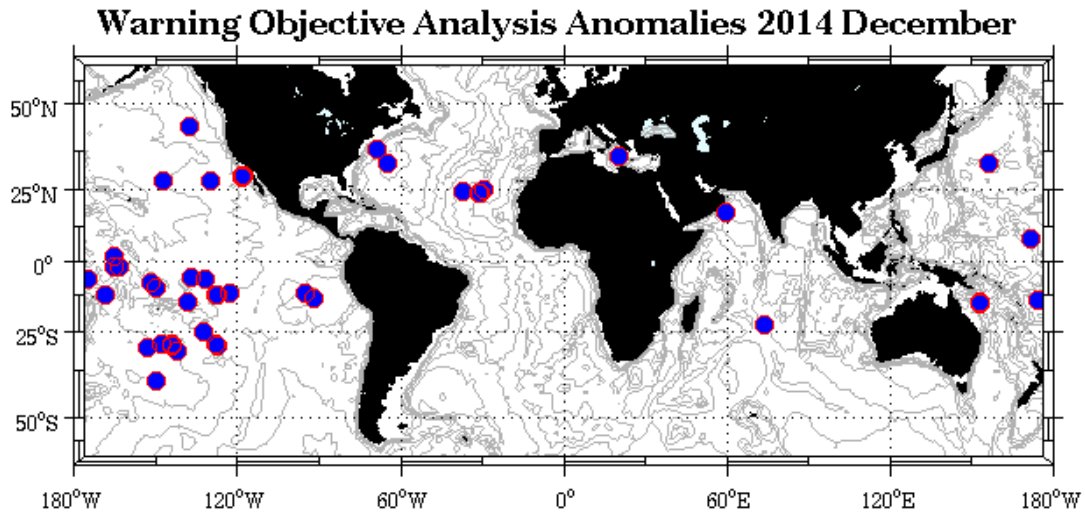 Warning Objective Analysis Anomalies 2014 December
50°N
25°N
0°
25°S
50°S
180°W 120°W 60°W 0° 60°E 120°E 180°W